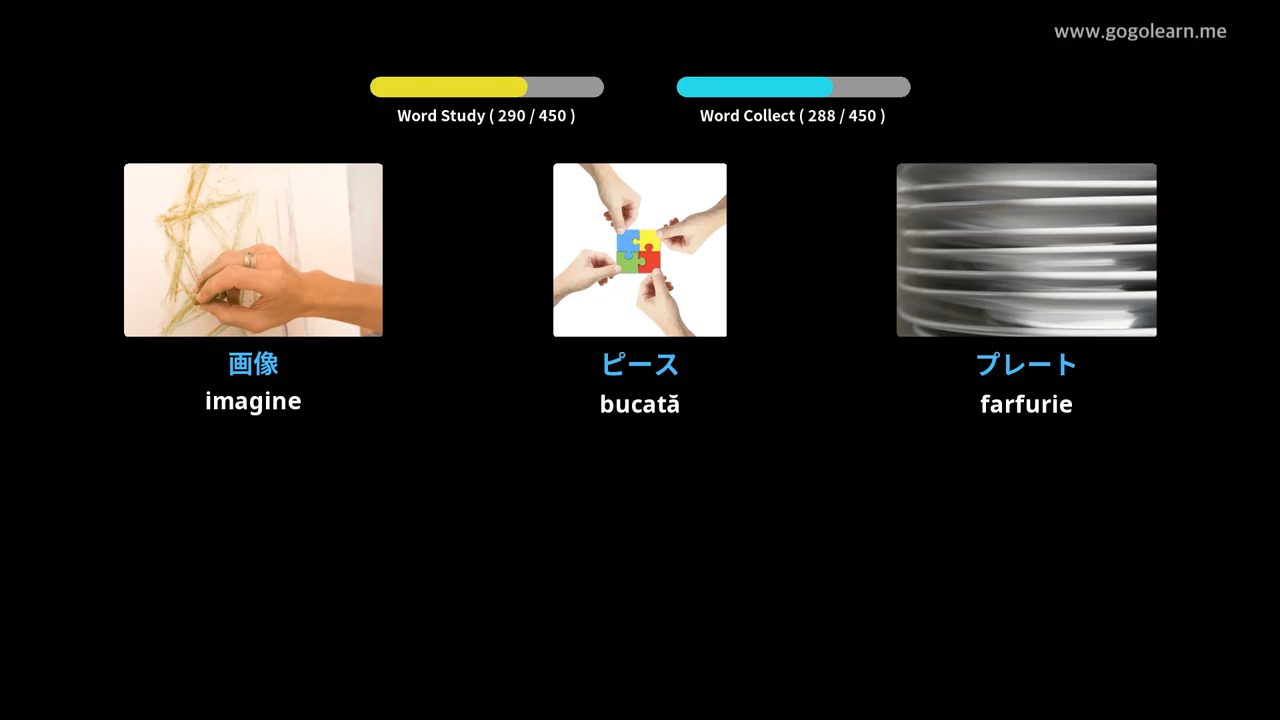 www.gogolearn.me
Word Study ( 290 / 450 )
Word Collect ( 288 / 450 )
画像
imagine
ピース
bucată
プレート
farfurie